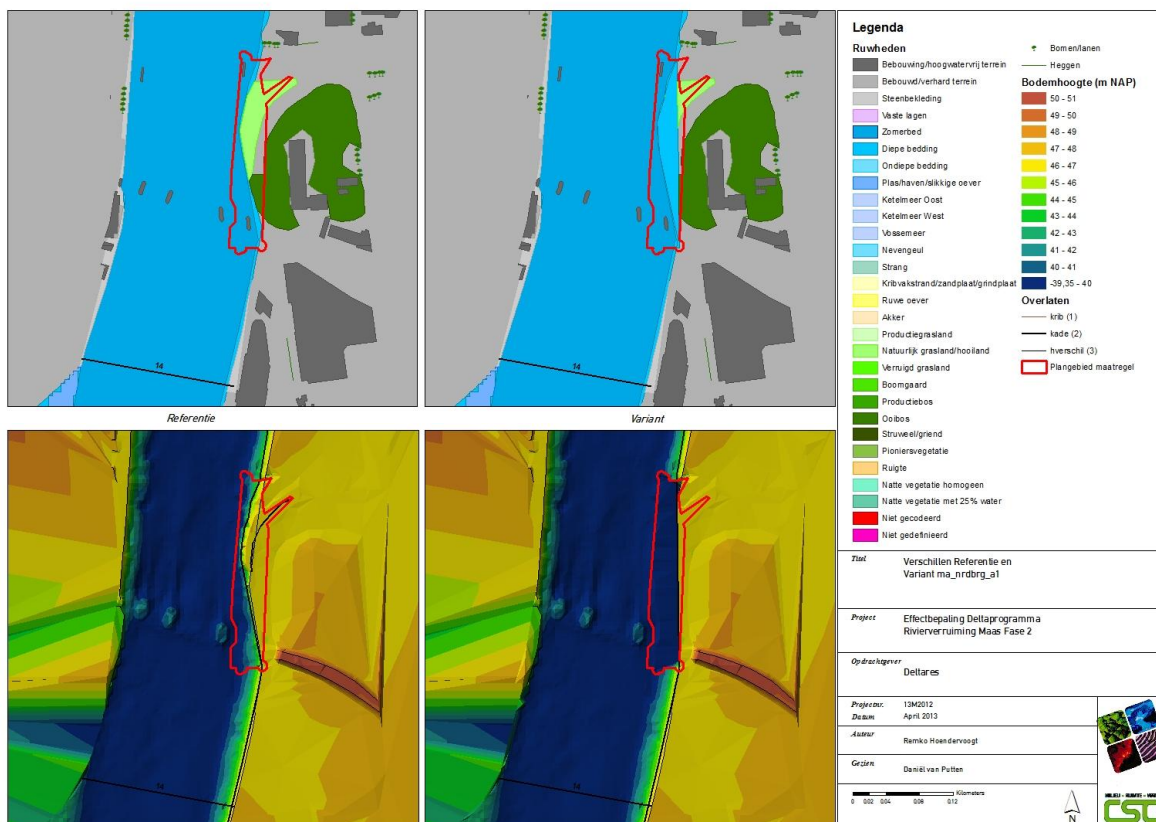 14
14
Referentie
Variant
14
14
Legenda
Ruwheden
Bebouwing/hoogwatervrij terrein
Bebouwd/verhard terrein
Steenbekleding
Vaste lagen
Zomerbed
Diepe bedding
Ondiepe bedding
Plas/haven/slikkige oever
Ketelmeer Oost
Ketelmeer West
Vossemeer
Nevengeul
Strang
Kribvakstrand/zandplaat/grindplaat
Ruwe oever
Akker
Productiegrasland
Natuurlijk grasland/hooiland
Verruigd grasland
Boomgaard
Productiebos
Ooibos
Struweel/griend
Pioniersvegetatie
Ruigte
Natte vegetatie homogeen
Natte vegetatie met 25% water
Niet gecodeerd
Niet gedefinieerd
Bomen/lanen
Heggen
Bodemhoogte (m NAP)
50 - 51
49 - 50
48 - 49
47 - 48
46 - 47
45 - 46
44 - 45
43 - 44
42 - 43
41 - 42
40 - 41
-39,35 - 40
Overlaten
krib (1)
kade (2)
hverschil (3)
Plangebied maatregel
Titel Verschillen Referentie en
Variant ma_nrdbrg_a1
Project Effectbepaling Deltaprogramma
Rivierverruiming Maas Fase 2
Opdrachtgever
Deltares
Projectnr. 13M2012
Datum April 2013
Auteur
Remko Hoendervoogt
Gezien
Daniël van Putten
Kilometers
0 0,02 0,04 0,08 0,12
N
CSO